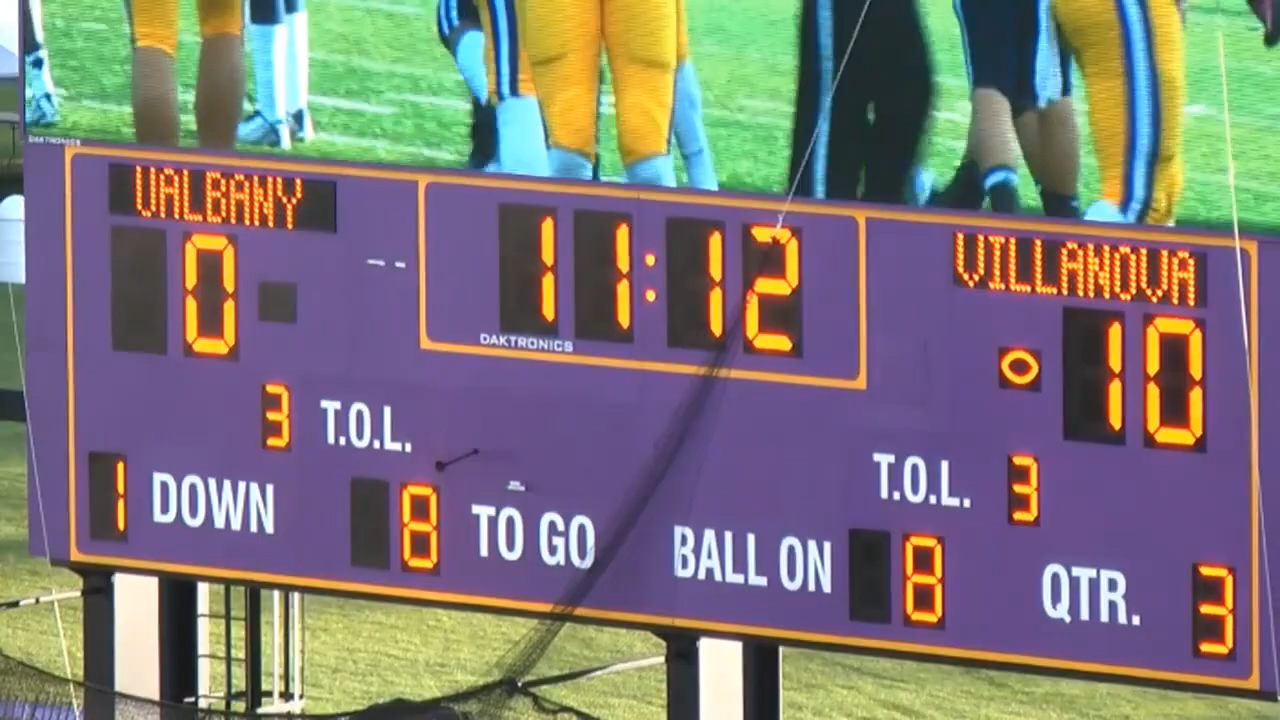 DAKTRONICS
UALBANY
VILLANOVA
0
11:12
10
DAKTRONICS
3 T.O.L.
T.O.L. 3
1 DOWN
8 TO GO
BALL ON 8
QTR. 3